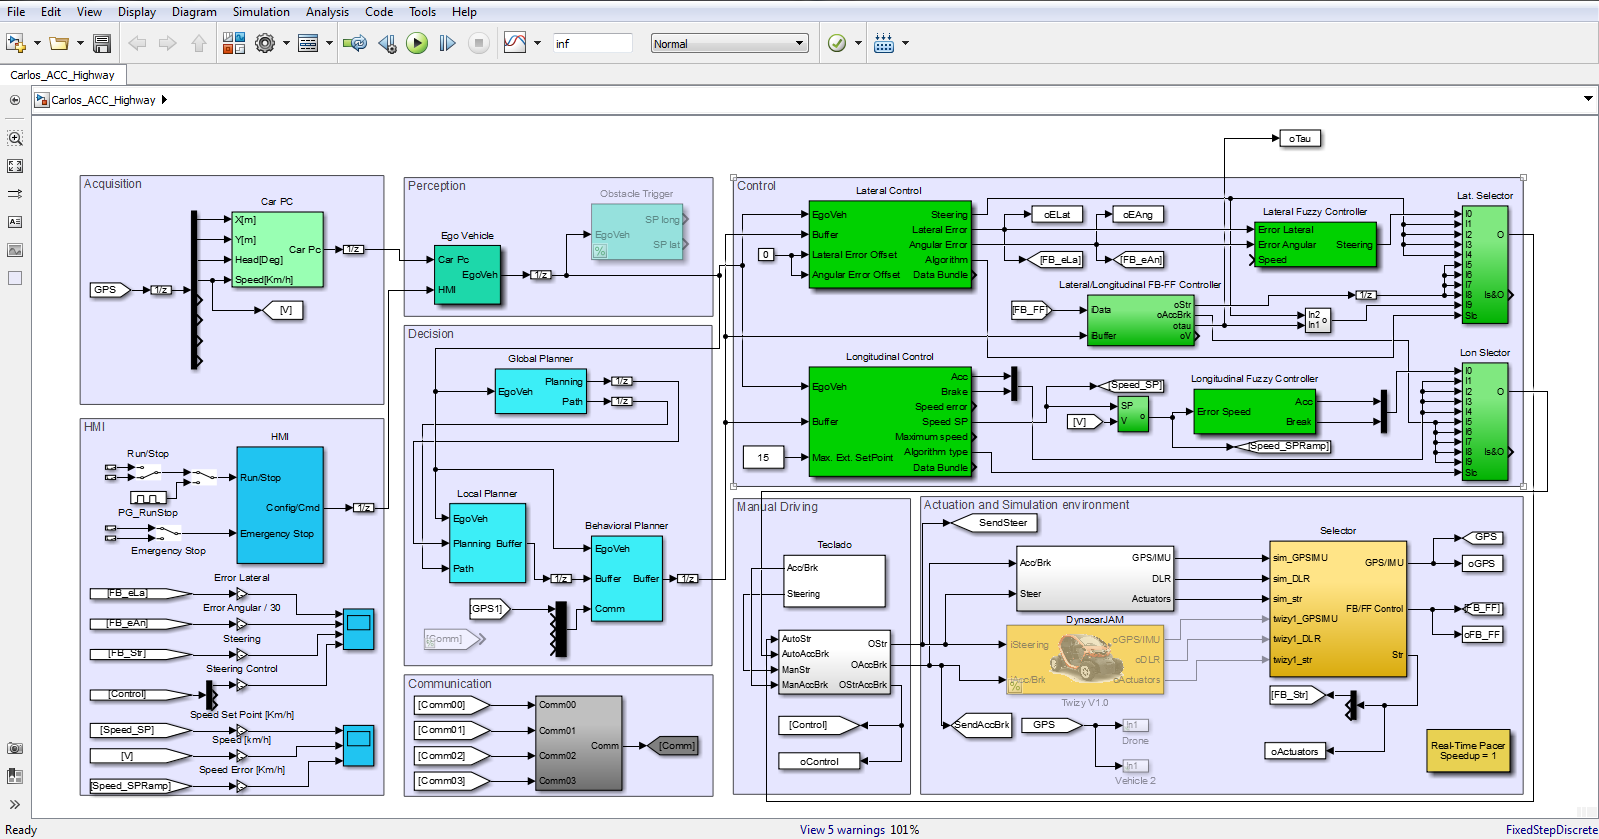 File Edit View Display Diagram Simulation Analysis Code Tools Help
inf
Normal
Carlos_ACC_Highway
Carlos_ACC_Highway
Acquisition
Car PC
X[m]
Y[m]
Head[Deg]
Speed[Km/h]
Car Pc
1/z
GPS
1/z
[V]
HMI
HMI
Run/Stop
Run/Stop
PG_RunStop
Config/Cmd
1/z
Emergency Stop
Emergency Stop
Error Lateral
[FB_eLa]
Error Angular / 30
[FB_eAn]
Steering
[FB_Str]
Steering Control
[Control]
Speed Set Point [Km/h]
[Speed_SP]
Speed [km/h]
[V]
Speed Error [Km/h]
[Speed_SPRamp]
Perception
Ego Vehicle
Car Pc
EgoVeh
HMI
1/z
Obstacle Trigger
SP long
EgoVeh
SP lat
Decision
Global Planner
Planning
EgoVeh
Path
1/z
1/z
Local Planner
EgoVeh
Planning Buffer
Path
1/z
Behavioral Planner
EgoVeh
Buffer Buffer
Comm
1/z
[GPS1]
[Comm]
Communication
[Comm00]
[Comm01]
[Comm02]
[Comm03]
Comm00
Comm01
Comm02
Comm03
Comm
[Comm]
Control
oTau
Lateral Control
EgoVeh
Buffer
Lateral Error Offset
Angular Error Offset
Steering
Lateral Error
Angular Error
Algorithm
Data Bundle
0
oELat
oEAng
[FB_eLa]
[FB_eAn]
Lateral Fuzzy Controller
Error Lateral
Error Angular Steering
Speed
Lat. Selector
I0
I1
I2
I3
I4
I5
I6
I7
I8
I9
Slc
O
Is&O
Lateral/Longitudinal FB-FF Controller
[FB_FF]
iData
iBuffer
oStr
oAccBrk
otau
oV
1/z
In2
In1
o
Longitudinal Control
EgoVeh
Buffer
Max. Ext. SetPoint
15
Acc
Brake
Speed error
Speed SP
Maximum speed
Algorithm type
Data Bundle
[Speed_SP]
SP
V
o
[V]
Longitudinal Fuzzy Controller
Acc
Error Speed
Break
[Speed_SPRamp]
Lon Slector
I0
I1
I2
I3
I4
I5
I6
I7
I8
I9
Slc
O
Is&O
Manual Driving
Teclado
Acc/Brk
Steering
AutoStr
AutoAccBrk
ManStr
ManAccBrk
OStr
OAccBrk
OStrAccBrk
[Control]
oControl
Actuation and Simulation environment
SendSteer
Acc/Brk
Steer
GPS/IMU
DLR
Actuators
DynacarJAM
iSteering
Acc/Brk
oGPS/IMU
oDLR
oActuators
Twizy V1.0
SendAccBrk
GPS
In1
Drone
In1
Vehicle 2
Selector
sim_GPSIMU
sim_DLR
sim_str
twizy1_GPSIMU
twizy1_DLR
twizy1_str
GPS/IMU
FB/FF Control
Str
GPS
oGPS
[FB_FF]
oFB_FF
[FB_Str]
oActuators
Real-Time Pacer
Speedup = 1
Ready
View 5 warnings 101%
FixedStepDiscrete